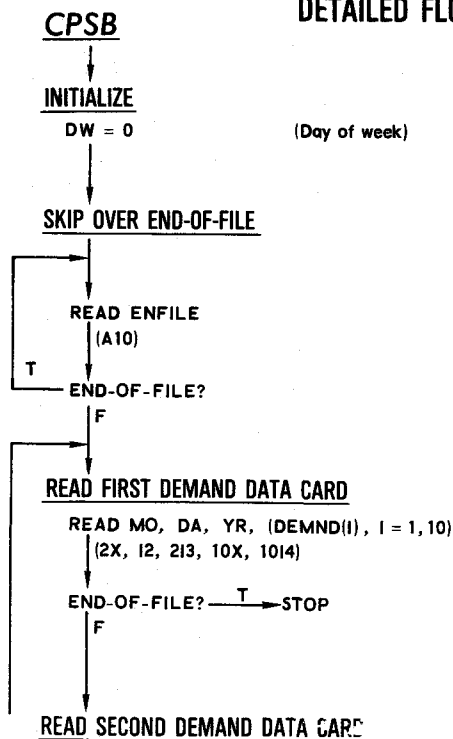 DETAILED
CPSB
INITIALIZE
DW = 0 (Day of week)
SKIP OVER END-OF-FILE
READ ENFILE
(A10)
T
END-OF-FILE?
F
READ FIRST DEMAND DATA CARD
READ MO, DA, YR, (DEMND(I), I = 1, 10)
(2X, I2, 2I3, 10X, 10I4)
END-OF-FILE? T STOP
F
READ SECOND DEMAND DATA CARD